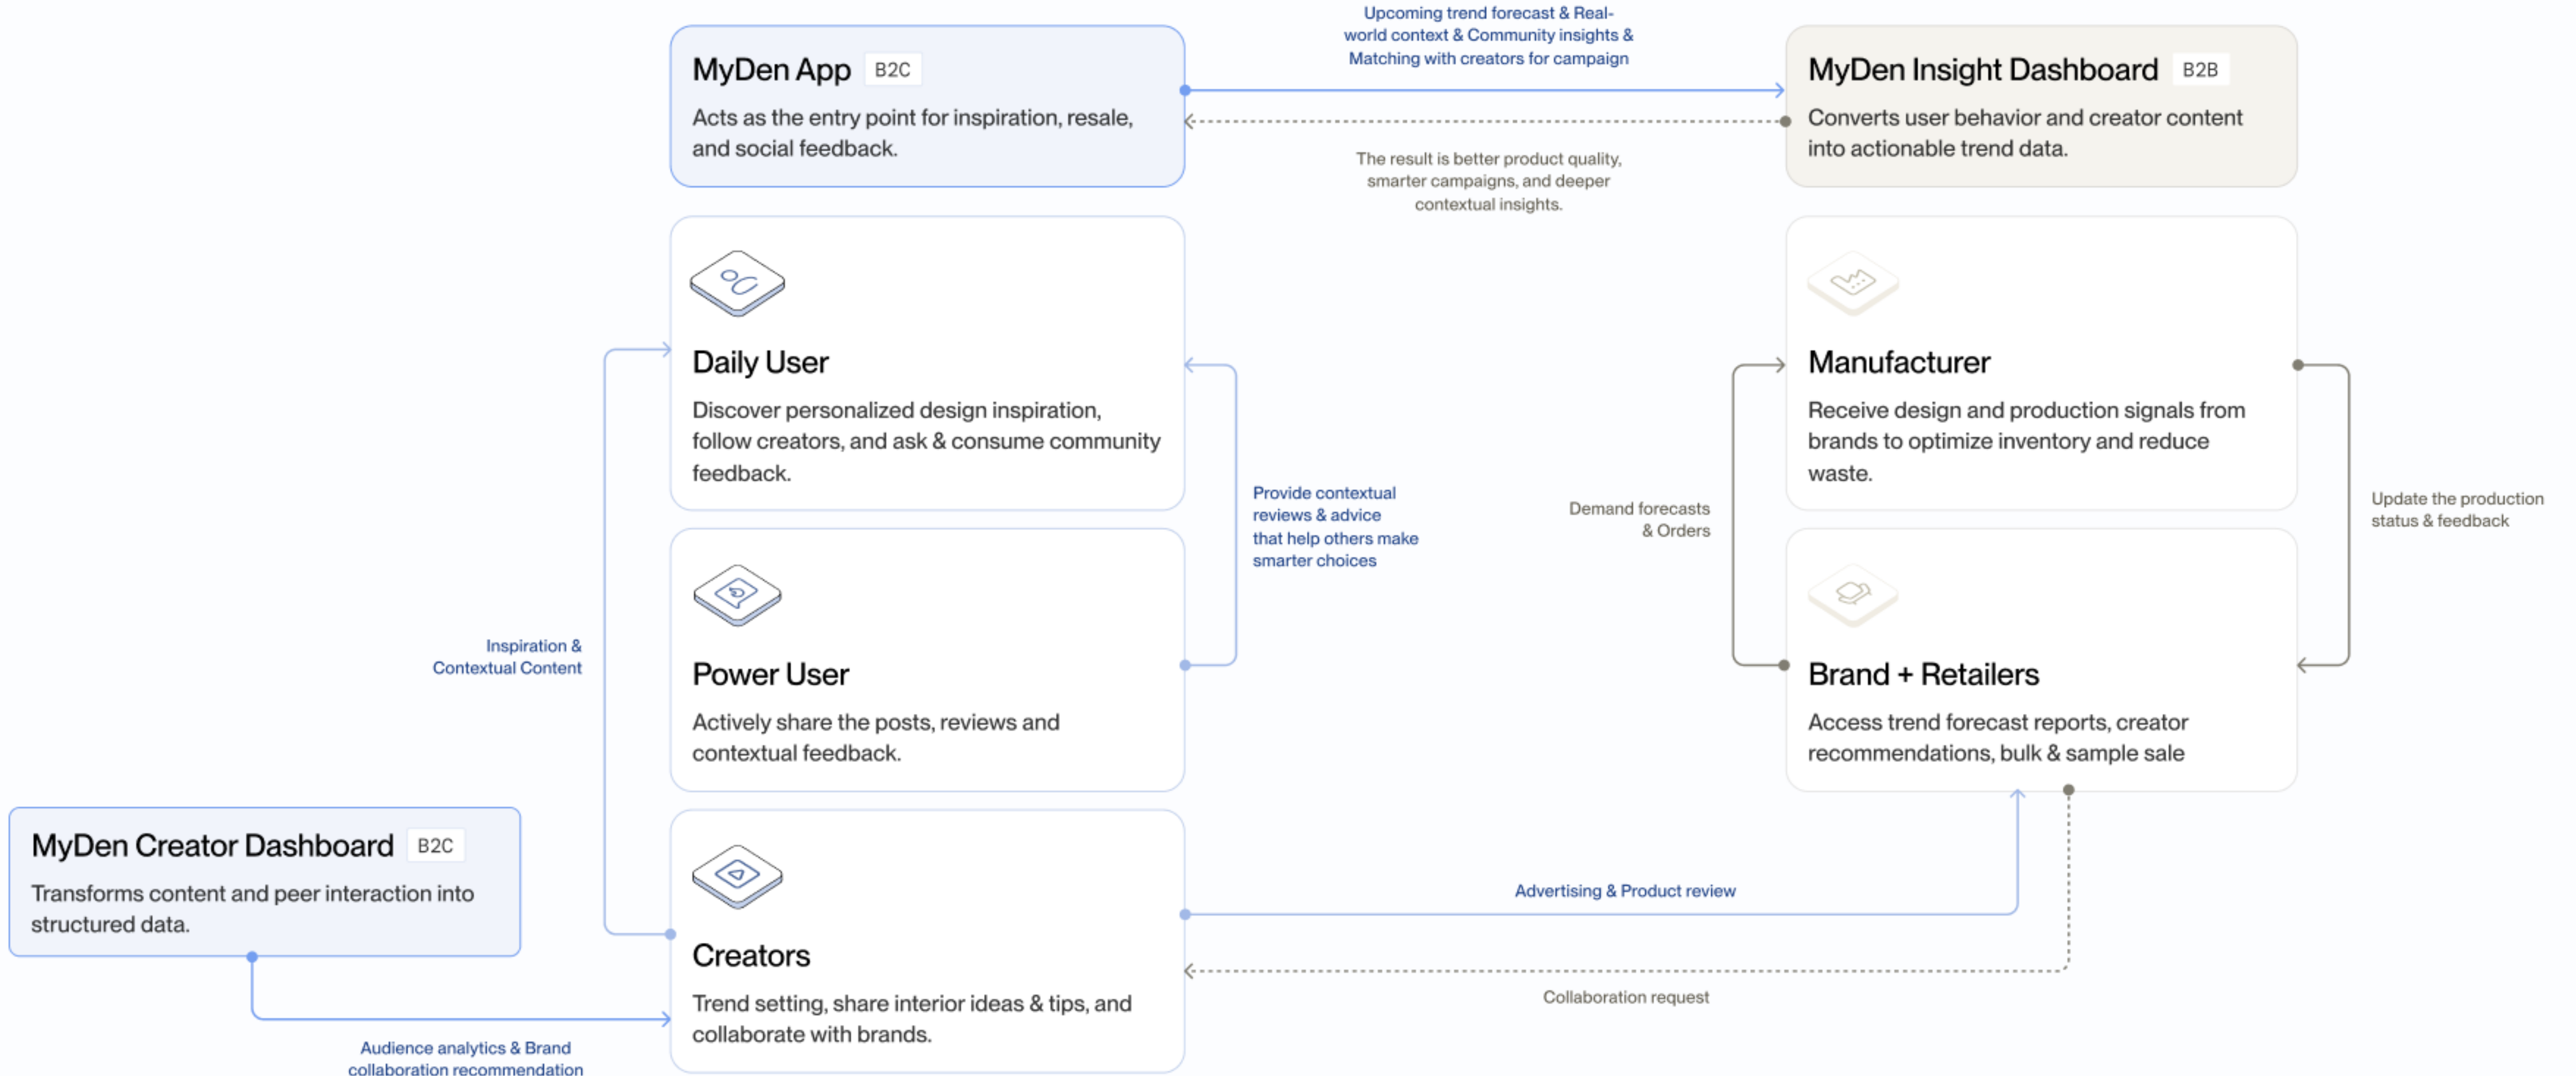 Upcoming trend forecast & Real-
world context & Community insights &
Matching with creators for campaign
MyDen App B2C
Acts as the entry point for inspiration, resale,
and social feedback.
MyDen Insight Dashboard B2B
Converts user behavior and creator content
into actionable trend data.
The result is better product quality,
smarter campaigns, and deeper
contextual insights.
Daily User
Discover personalized design inspiration,
follow creators, and ask & consume community
feedback.
Manufacturer
Receive design and production signals from
brands to optimize inventory and reduce
waste.
Provide contextual
reviews & advice
that help others make
smarter choices
Demand forecasts
& Orders
Update the production
status & feedback
Inspiration &
Contextual Content
Power User
Actively share the posts, reviews and
contextual feedback.
Brand + Retailers
Access trend forecast reports, creator
recommendations, bulk & sample sale
MyDen Creator Dashboard B2C
Transforms content and peer interaction into
structured data.
Advertising & Product review
Creators
Trend setting, share interior ideas & tips, and
collaborate with brands.
Collaboration request
Audience analytics & Brand
collaboration recommendation